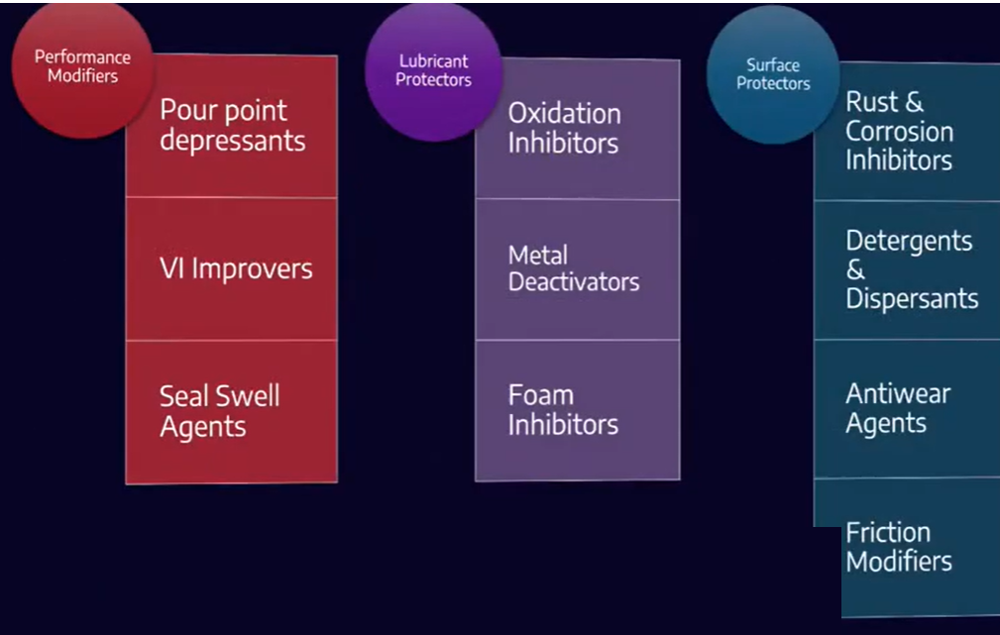 Performance
Modifiers
Pour point
depressants
VI Improvers
Seal Swell
Agents
Lubricant
Protectors
Oxidation
Inhibitors
Metal
Deactivators
Foam
Inhibitors
Surface
Protectors
Rust &
Corrosion
Inhibitors
Detergents
&
Dispersants
Antiwear
Agents
Friction
Modifiers